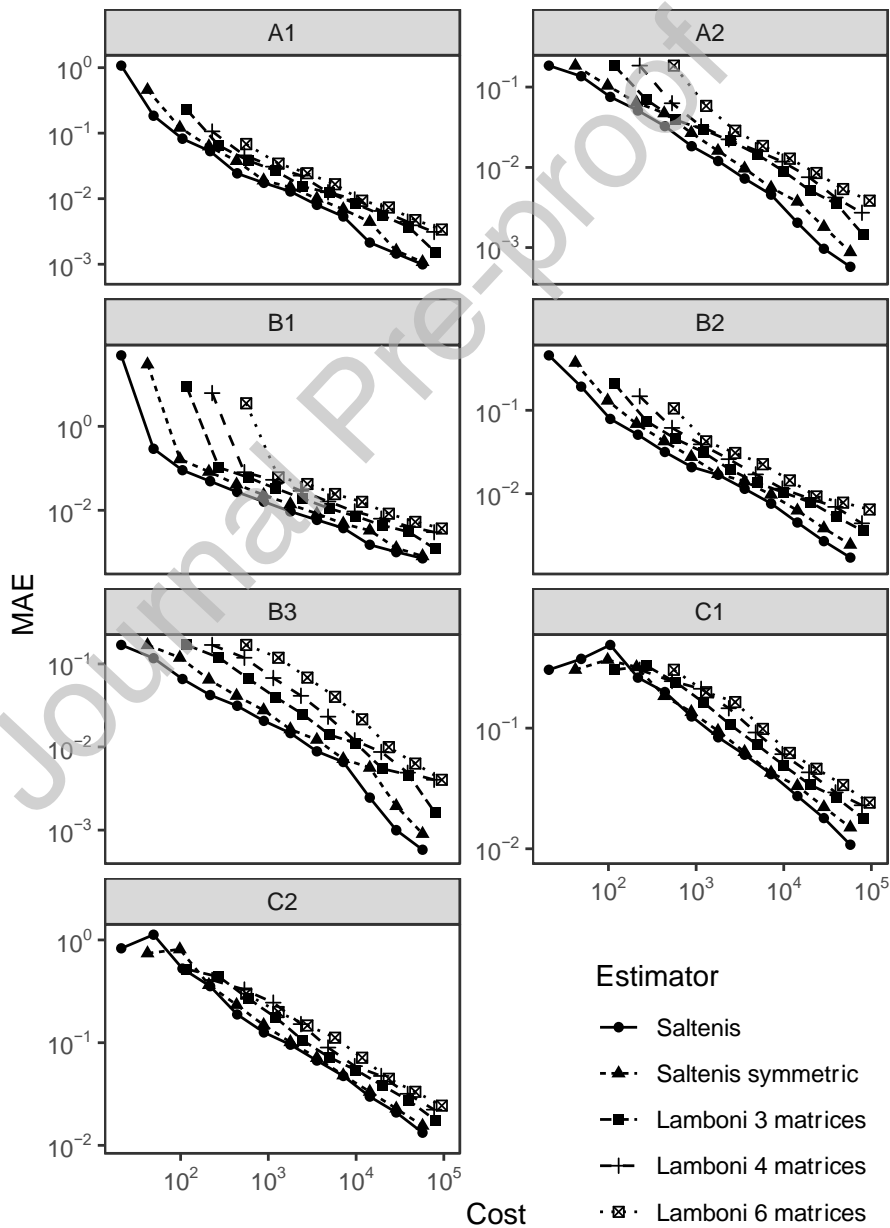 A1
A2
10^0
10^−1
10^−2
10^−3
10^−1
10^−2
10^−3
B1
B2
10^0
10^−2
10^−1
10^−2
B3
C1
10^−1
10^−2
10^−3
10^−1
10^−2
10^2 10^3 10^4 10^5
C2
10^0
10^−1
10^−2
10^2 10^3 10^4 10^5
MAE
Cost
Estimator
Saltenis
Saltenis symmetric
Lamboni 3 matrices
Lamboni 4 matrices
Lamboni 6 matrices
Journal Pre-proof